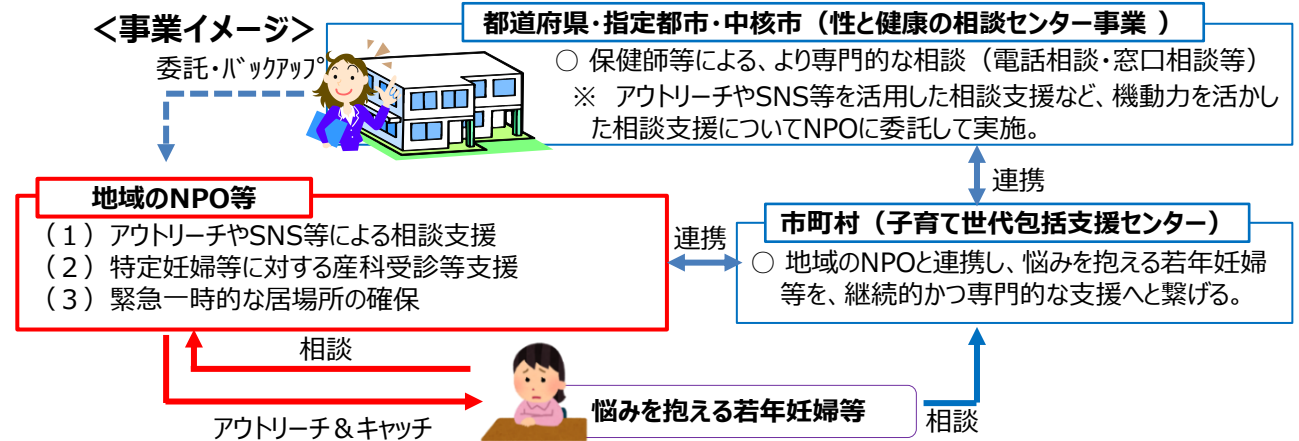 ＜事業イメージ＞
委託・バックアップ
都道府県・指定都市・中核市（性と健康の相談センター事業 ）
○ 保健師等による、より専門的な相談（電話相談・窓口相談等）
※ アウトリーチやSNS等を活用した相談支援など、機動力を活かし
た相談支援についてNPOに委託して実施。
連携
地域のNPO等
（１）アウトリーチやSNS等による相談支援
（２）特定妊婦等に対する産科受診等支援
（３）緊急一時的な居場所の確保
連携
市町村（子育て世代包括支援センター）
○ 地域のNPOと連携し、悩みを抱える若年妊婦
等を、継続的かつ専門的な支援へと繋げる。
相談
アウトリーチ＆キャッチ
悩みを抱える若年妊婦等
相談